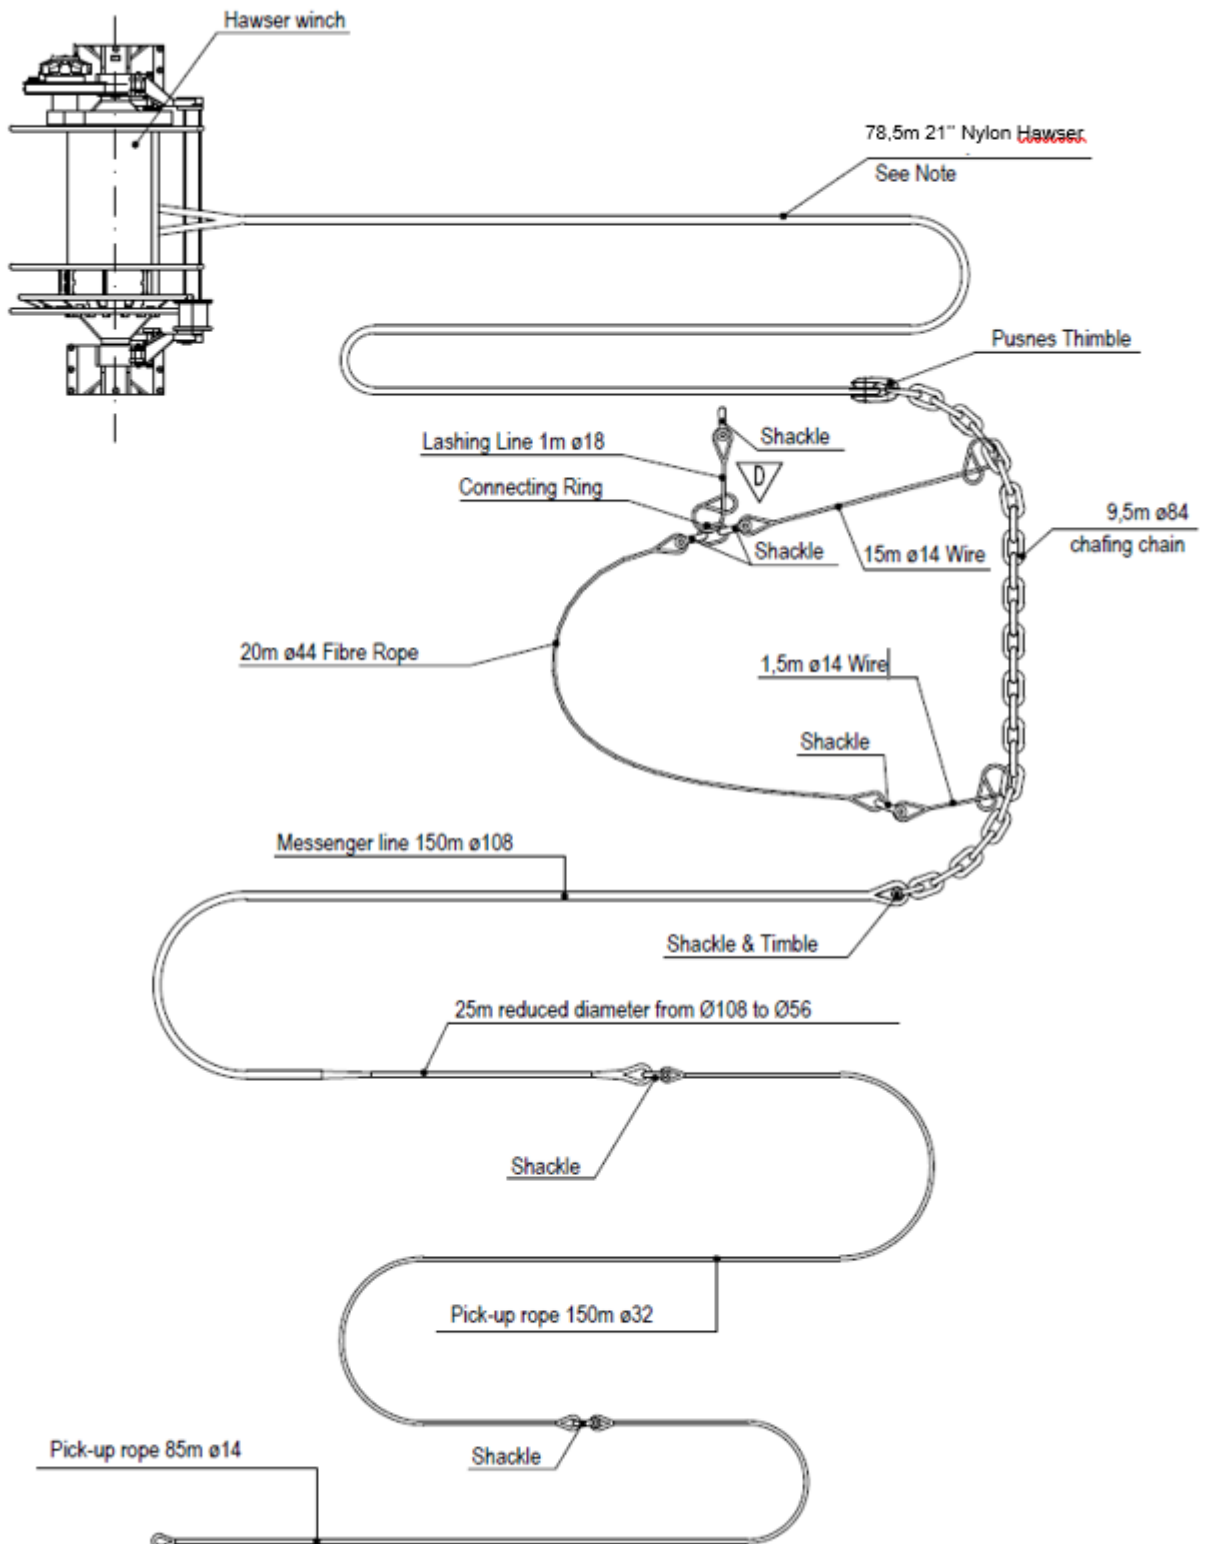 Hawser winch
78,5m 21" Nylon Hawser
See Note
Pusnes Thimble
Shackle
Lashing Line 1m ø18
D
Connecting Ring
9,5m ø84
chafing chain
Shackle
15m ø14 Wire
20m ø44 Fibre Rope
1,5m ø14 Wire
Shackle
Messenger line 150m ø108
Shackle & Timble
25m reduced diameter from Ø108 to Ø56
Shackle
Pick-up rope 150m ø32
Pick-up rope 85m ø14
Shackle